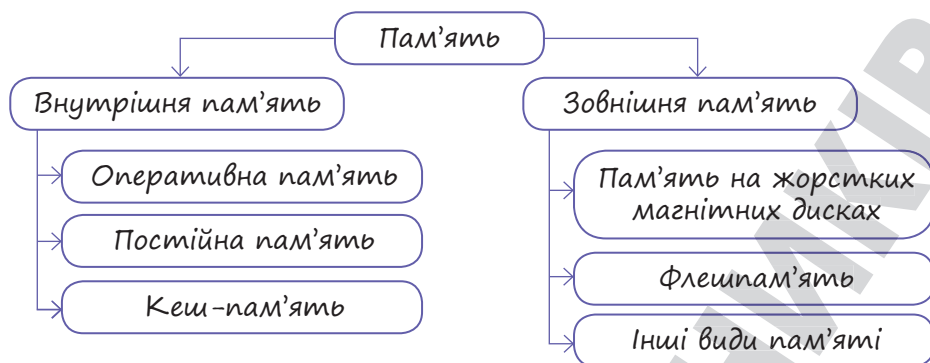 Пам’ять
Внутрішня пам’ять
Оперативна пам’ять
Постійна пам’ять
Кеш-пам’ять
Зовнішня пам’ять
Пам’ять на жорстких
магнітних дисках
Флешпам’ять
Інші види пам’яті